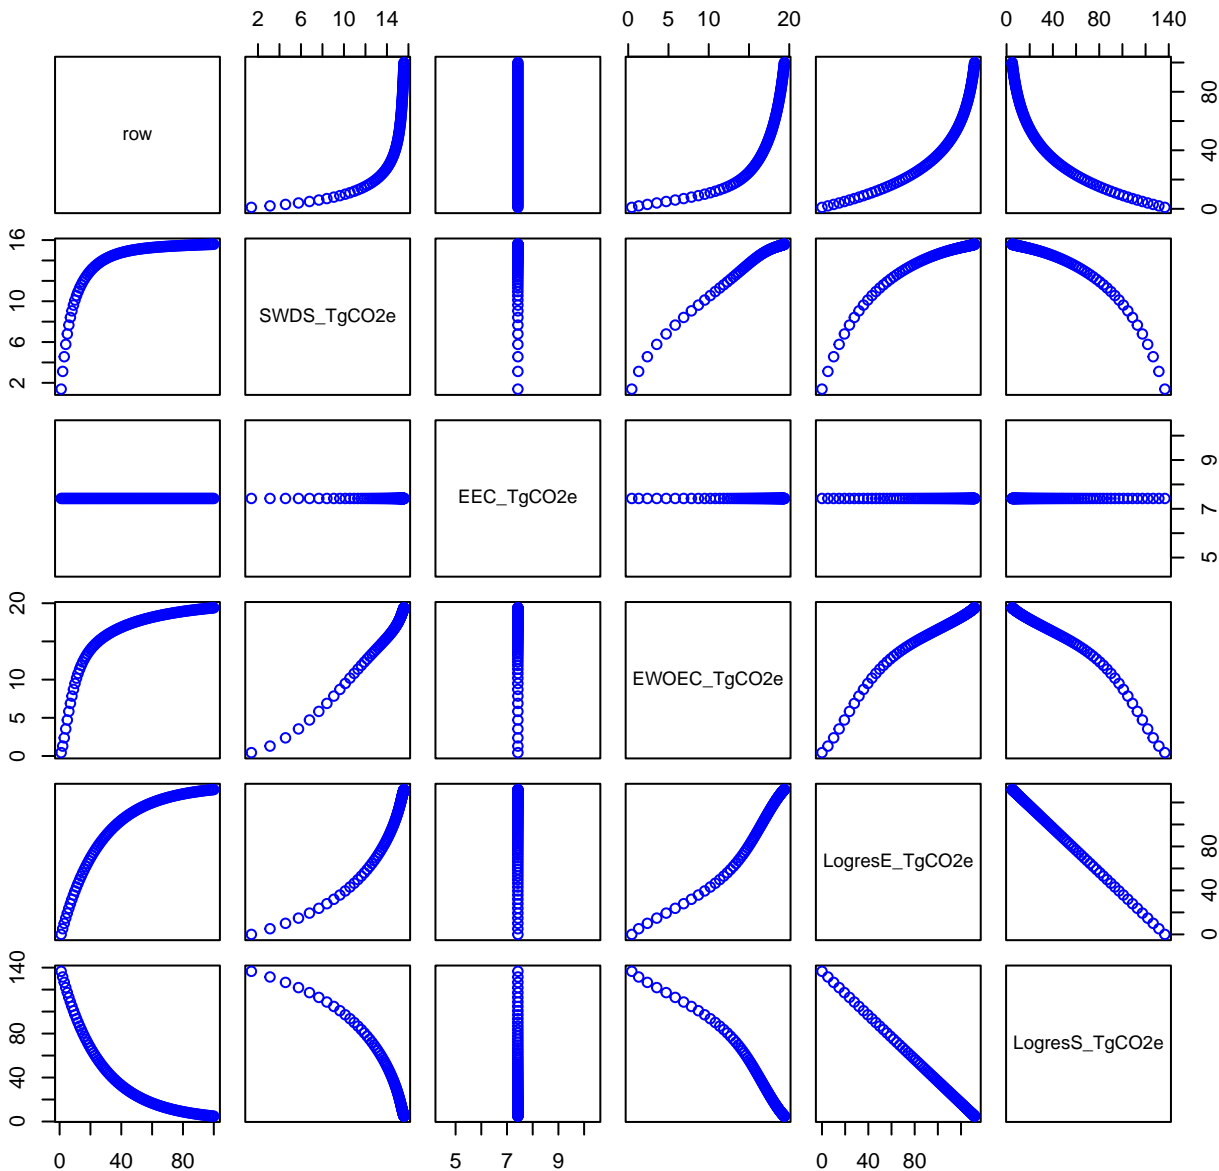 2 6 10 14 0 5 10 20 0 40 80 140
row
0 40 80
SWDS_TgCO2e
2 6 10 16
EEC_TgCO2e
5 7 9
EWOEC_TgCO2e
0 5 10 20
LogresE_TgCO2e
0 40 80
LogresS_TgCO2e
0 40 80 140
0 40 80 5 7 9 0 40 80